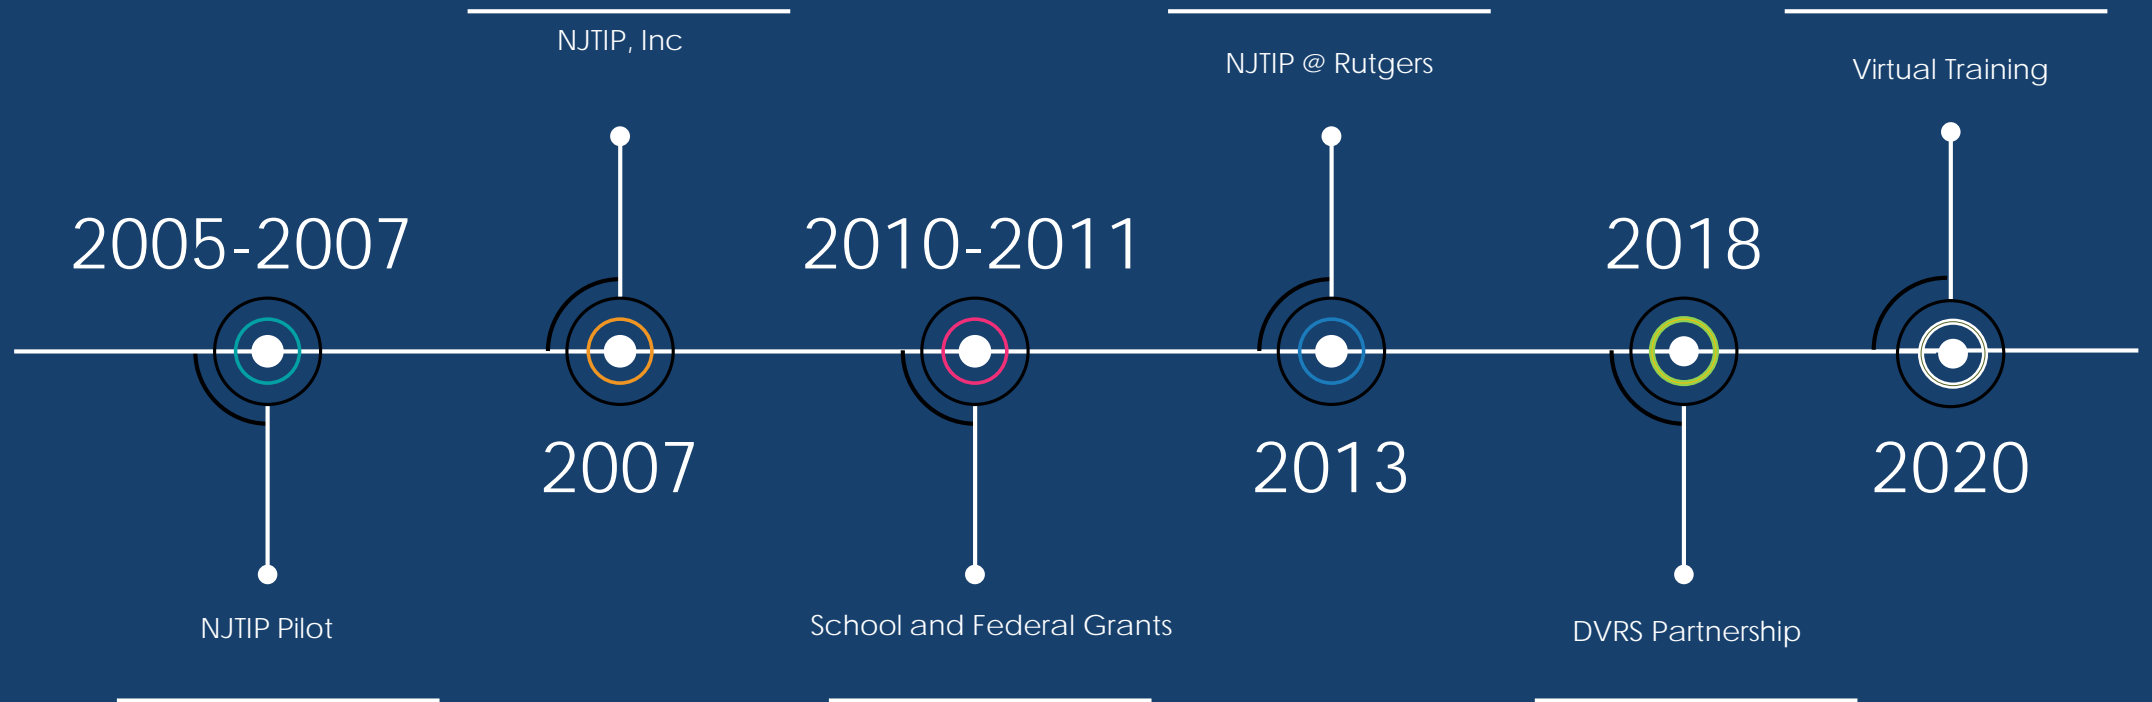 NJTIP, Inc
NJTIP @ Rutgers
Virtual Training
2005-2007
2010-2011
2018
2007
2013
2020
NJTIP Pilot
School and Federal Grants
DVRS Partnership